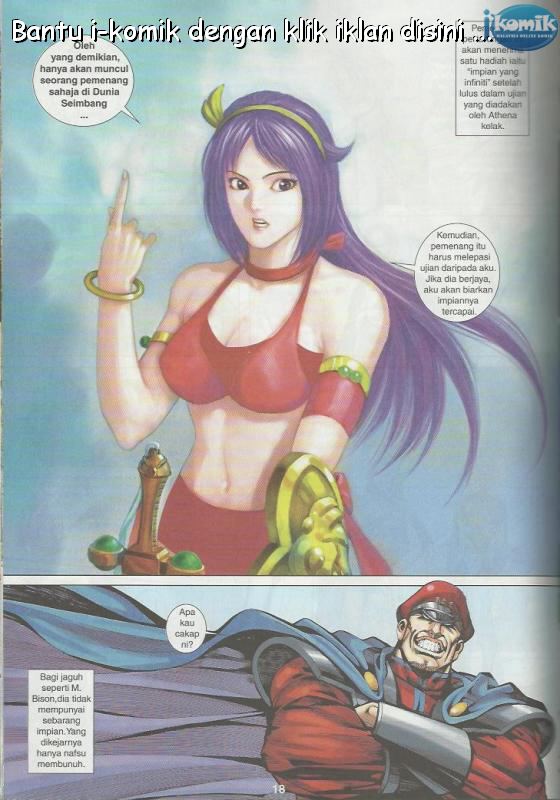 Bantu i-komik dengan klik iklan disini ...
i komik
MALAYSIA ONLINE KOMIK
Oleh
yang demikian,
hanya akan muncul
seorang pemenang
sahaja di Dunia
Seimbang
...
akan menerima
satu hadiah iaitu
"impian yang
infiniti" setelah
lulus dalam ujian
yang diadakan
oleh Athena
kelak.
Kemudian,
pemenang itu
harus melepasi
ujian daripada aku.
Jika dia berjaya,
aku akan biarkan
impiannya
tercapai.
Apa
kau
cakap
ni?
Bagi jaguh
seperti M.
Bison,dia tidak
mempunyai
sebarang
impian.Yang
dikejarnya
hanya nafsu
membunuh.
18